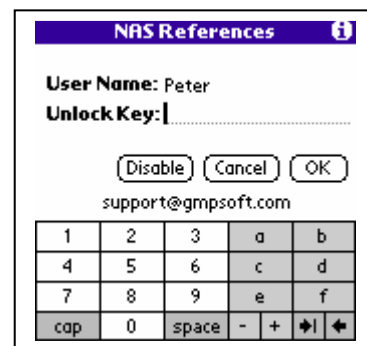 NAS References i
User Name: Peter
Unlock Key:
Disable Cancel OK
support@gmpsoft.com
1 2 3 a b
4 5 6 c d
7 8 9 e f
cap 0 space - +